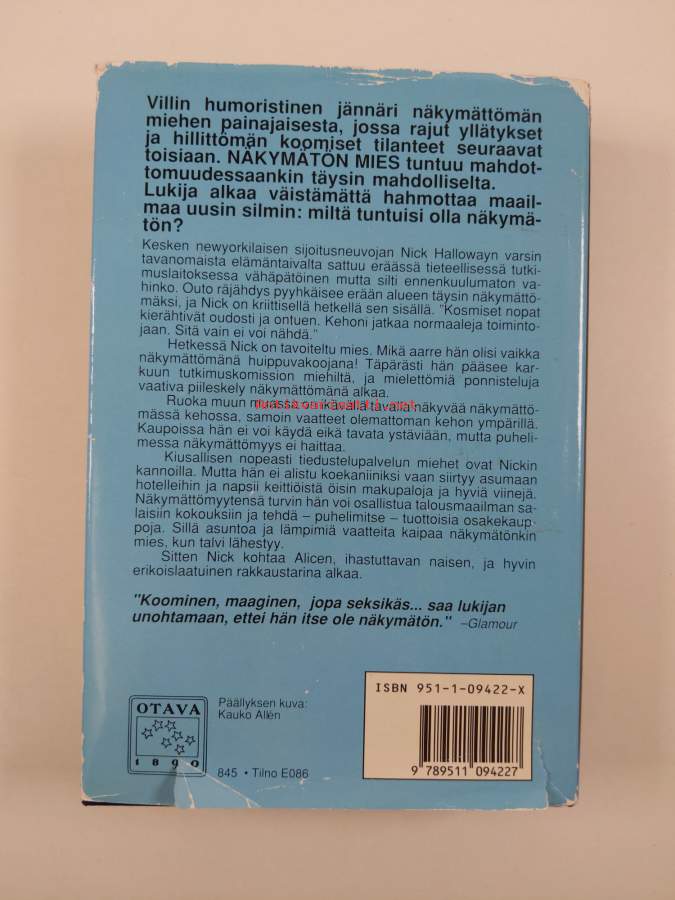 Villin humoristinen jännäri näkymättömän
miehen painajaisesta, jossa rajut yllätykset
ja hillittömän koomiset tilanteet seuraavat
toisiaan. NÄKYMÄTÖN MIES tuntuu mahdot-
tomuudessaankin täysin mahdolliselta.
Lukija alkaa väistämättä hahmottaa maail-
maa uusin silmin: miltä tuntuisi olla näkymä-
tön?
Kesken newyorkilaisen sijoitusneuvojan Nick Hallowayn varsin
tavanomaista elämäntaivalta sattuu eräässä tieteellisessä tutki-
muslaitoksessa vähäpätöinen mutta silti ennenkuulumaton va-
hinko. Outo räjähdys pyyhkäisee erään alueen täysin näkymättö-
mäksi, ja Nick on kriittisellä hetkellä sen sisällä. "Kosmiset nopat
kierähtivät oudosti ja ontuen. Kehoni jatkaa normaaleja toiminto-
jaan. Sitä vain ei voi nähdä."
Hetkessä Nick on tavoiteltu mies. Mikä aarre hän olisi vaikka
näkymättömänä huippuvakoojana! Täpärästi hän pääsee kar-
kuun tutkimuskomission miehiltä, ja mielettömiä ponnisteluja
vaativa piileskely näkymättömänä alkaa.
Ruoka muun muassa on ikävällä tavalla näkyvää näkymättö-
mässä kehossa, samoin vaatteet olemattoman kehon ympärillä.
Kaupoissa hän ei voi käydä eikä tavata ystäviään, mutta puheli-
messa näkymättömyys ei haittaa.
Kiusallisen nopeasti tiedustelupalvelun miehet ovat Nickin
kannoilla. Mutta hän ei alistu koekaniiniksi vaan siirtyy asumaan
hotelleihin ja napsii keittiöistä öisin makupaloja ja hyviä viinejä.
Näkymättömyytensä turvin hän voi osallistua talousmaailman sa-
laisiin kokouksiin ja tehdä – puhelimitse – tuottoisia osakekaup-
poja. Sillä asuntoa ja lämpimiä vaatteita kaipaa näkymätönkin
mies, kun talvi lähestyy.
Sitten Nick kohtaa Alicen, ihastuttavan naisen, ja hyvin
erikoislaatuinen rakkaustarina alkaa.
"Koominen, maaginen, jopa seksikäs... saa lukijan
unohtamaan, ettei hän itse ole näkymätön." –Glamour
OTAVA
1890
Päällyksen kuva:
Kauko Allén
845 • Tilno E086
ISBN 951-1-09422-X
9 789511 094227